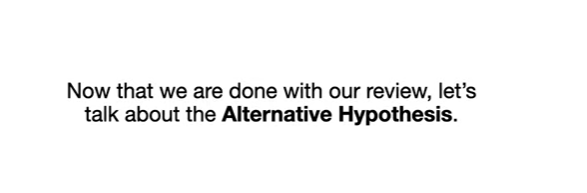 Now that we are done with our review, let’s
talk about the Alternative Hypothesis.